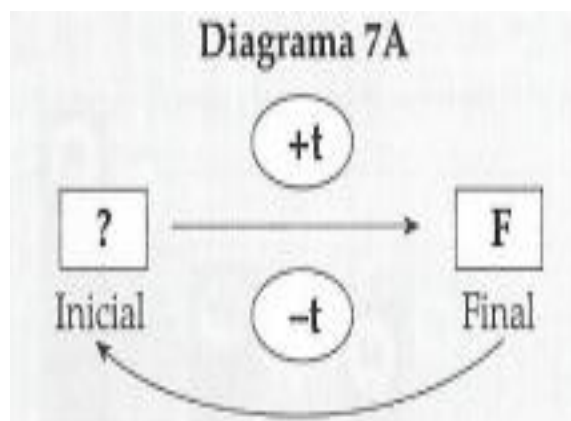 Diagrama 7A
+t
? F
–t
Inicial Final